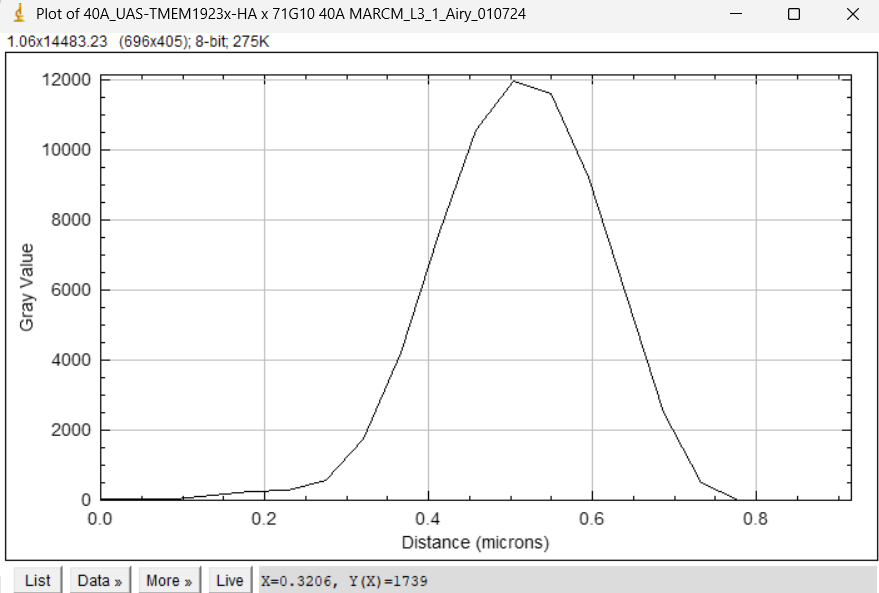 Plot of 40A_UAS-TMEM1923x-HA x 71G10 40A MARCM_L3_1_Airy_010724
1.06x14483.23 (696x405); 8-bit; 275K
12000
10000
8000
6000
4000
2000
0
Gray Value
0.0 0.2 0.4 0.6 0.8
Distance (microns)
List Data » More » Live X=0.3206, Y(X)=1739